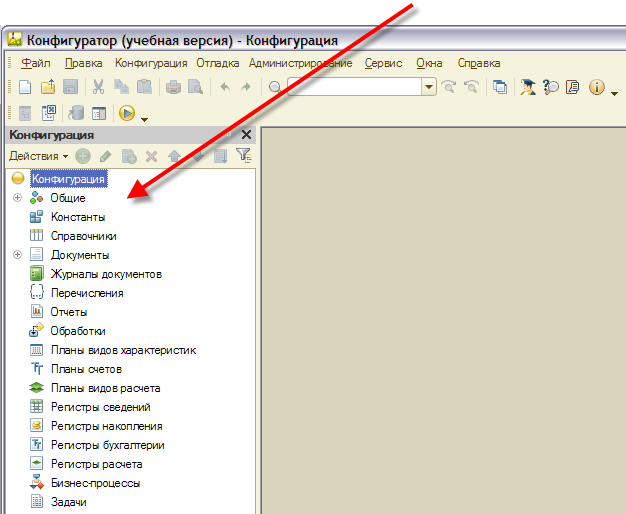 Конфигуратор (учебная версия) - Конфигурация
Файл Правка Конфигурация Отладка Администрирование Сервис Окна Справка
Конфигурация
Действия
Конфигурация
Общие
Константы
Справочники
Документы
Журналы документов
Перечисления
Отчеты
Обработки
Планы видов характеристик
Планы счетов
Планы видов расчета
Регистры сведений
Регистры накопления
Регистры бухгалтерии
Регистры расчета
Бизнес-процессы
Задачи